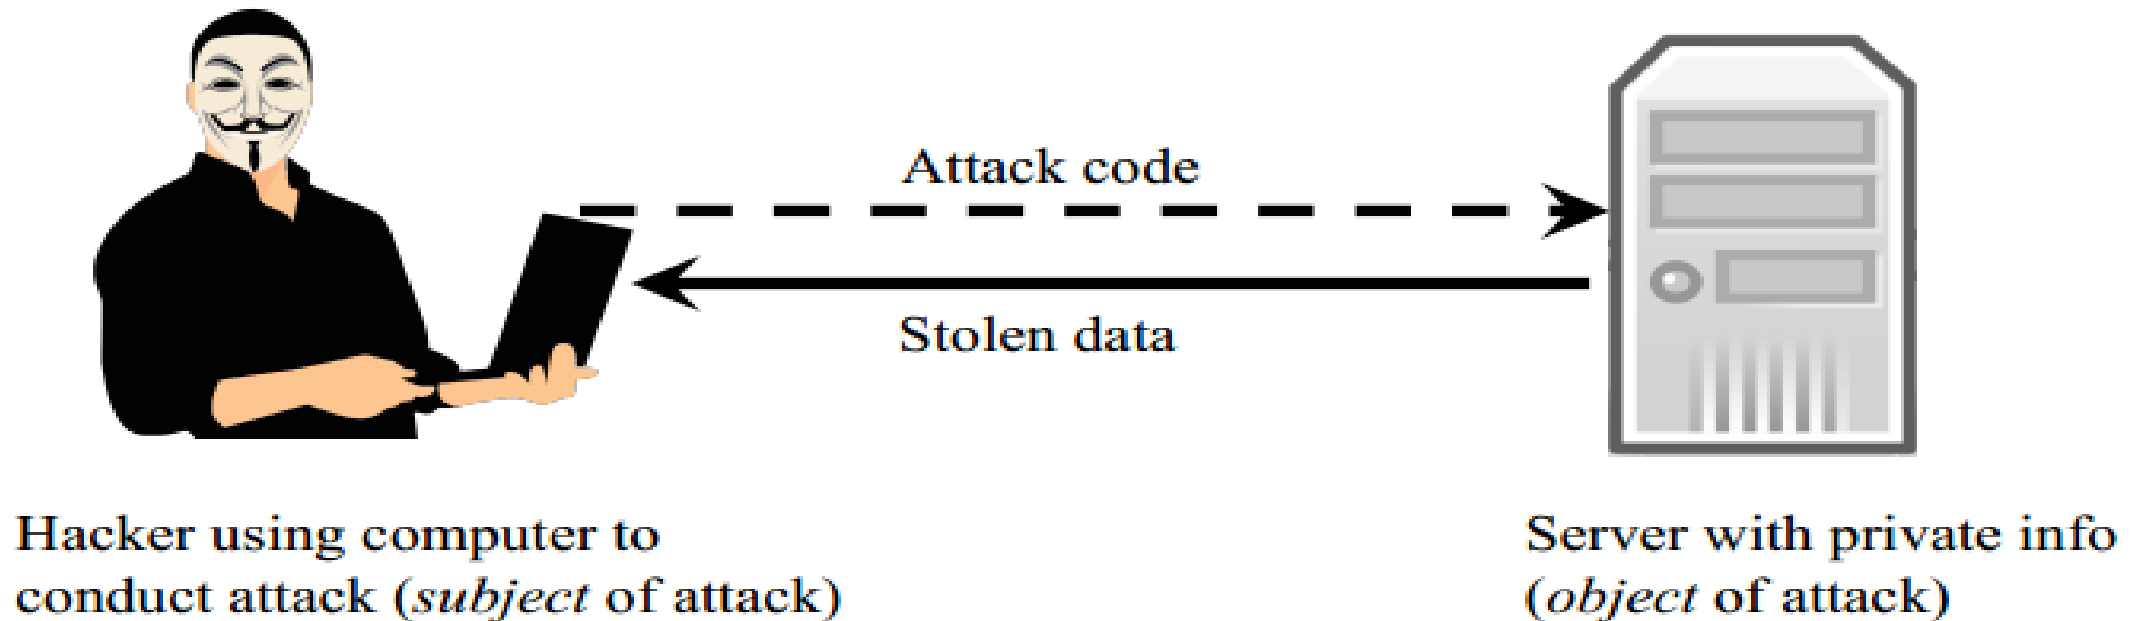 Attack code
Stolen data
Hacker using computer to
conduct attack (subject of attack)
Server with private info
(object of attack)